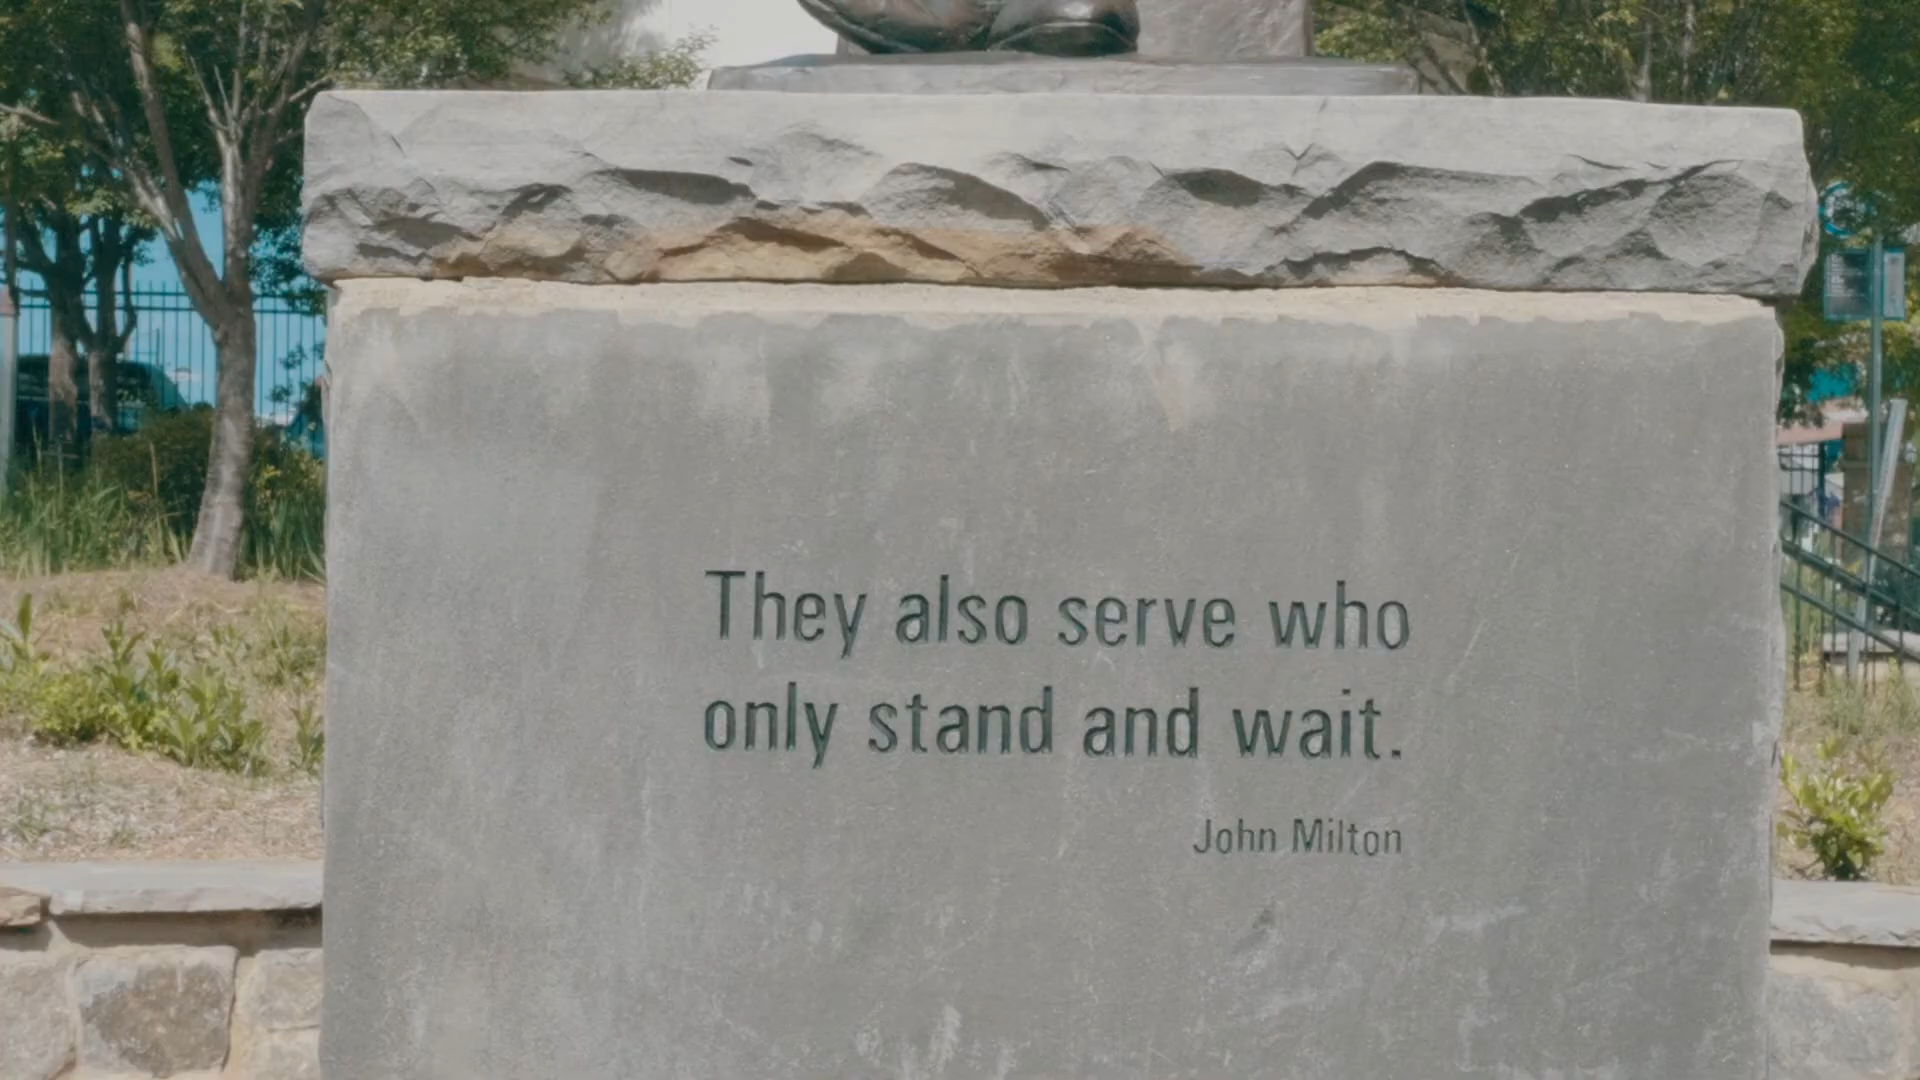 They also serve who
only stand and wait.
John Milton